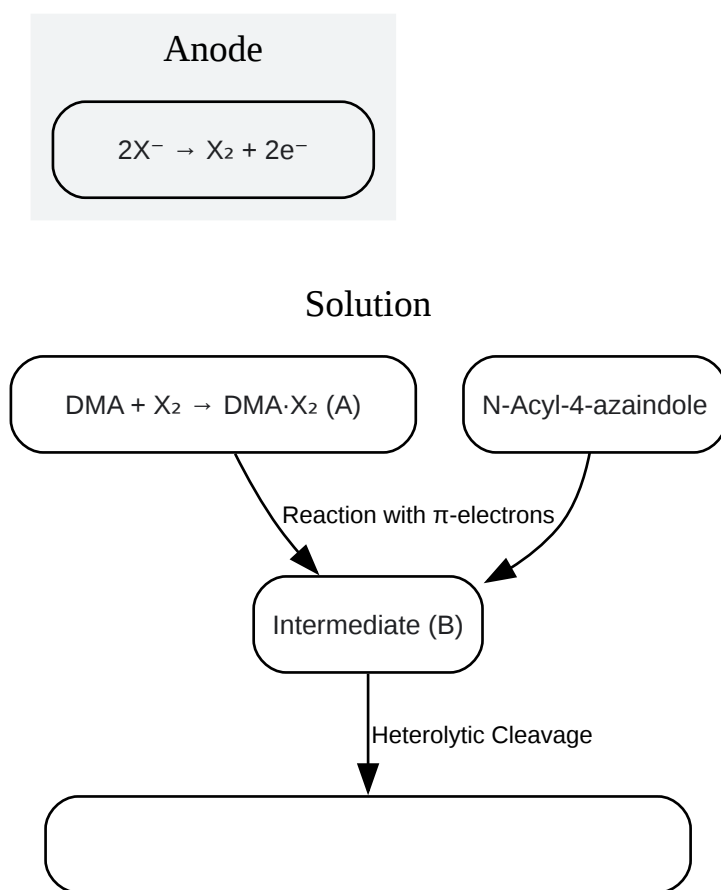 Anode
2X⁻ → X₂ + 2e⁻
Solution
DMA + X₂ → DMA·X₂ (A)
N-Acyl-4-azaindole
Reaction with π-electrons
Intermediate (B)
Heterolytic Cleavage